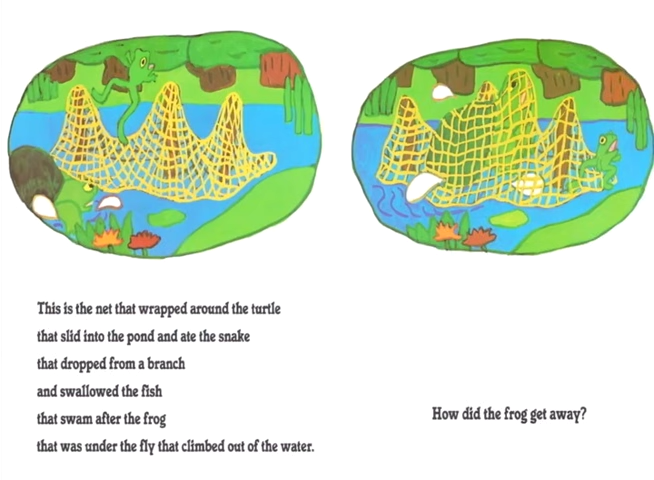 This is the net that wrapped around the turtle
that slid into the pond and ate the snake
that dropped from a branch
and swallowed the fish
that swam after the frog
that was under the fly that climbed out of the water.
How did the frog get away?